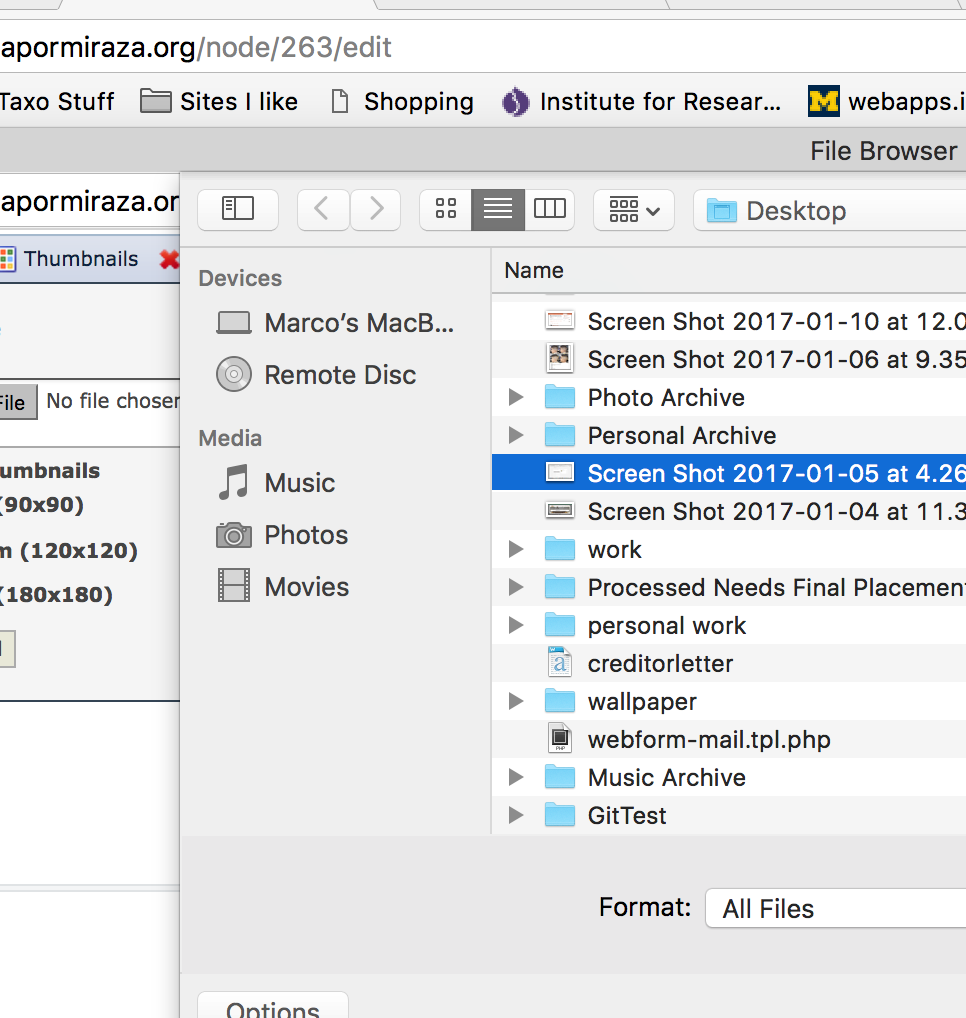 apormiraza.org/node/263/edit
Taxo Stuff Sites I like Shopping Institute for Resear... webapps.i
File Browser
apormiraza.or
Desktop
Thumbnails
Name
Devices
Marco’s MacB...
Remote Disc
Media
Music
Photos
Movies
File No file chosen
umbnails
(90x90)
m (120x120)
(180x180)
Screen Shot 2017-01-10 at 12.0
Screen Shot 2017-01-06 at 9.35
Photo Archive
Personal Archive
Screen Shot 2017-01-05 at 4.26
Screen Shot 2017-01-04 at 11.3
work
Processed Needs Final Placement
personal work
creditorletter
wallpaper
webform-mail.tpl.php
Music Archive
GitTest
Format: All Files
Options